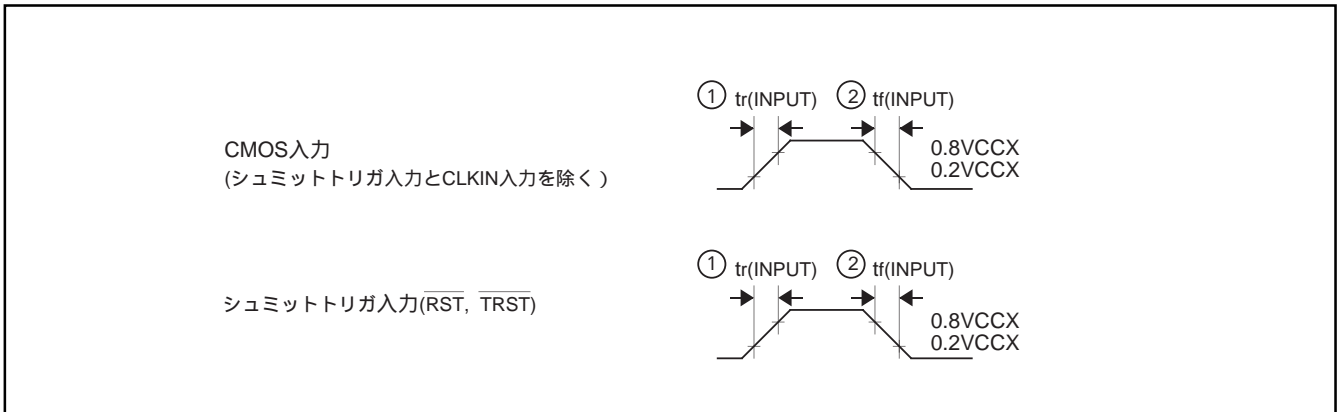 ① tr(INPUT) ② tf(INPUT)
CMOS入力
(シュミットトリガ入力とCLKIN入力を除く)
0.8VCCX
0.2VCCX
① tr(INPUT) ② tf(INPUT)
シュミットトリガ入力(R̅S̅T̅, T̅R̅S̅T̅)
0.8VCCX
0.2VCCX